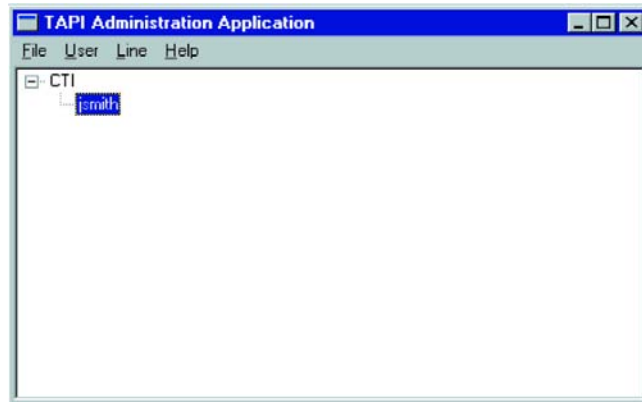 TAPI Administration Application
File User Line Help
CTI
jsmith